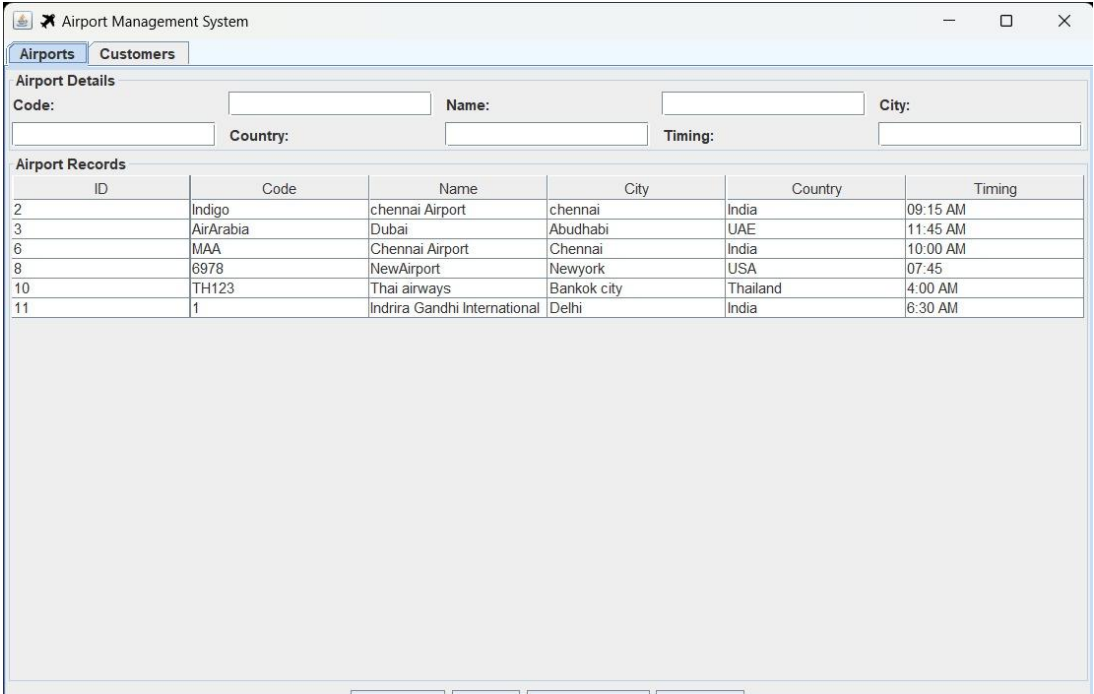 Airport Management System
Airports Customers
Airport Details
Code: Name: City:
Country: Timing:
Airport Records
ID Code Name City Country Timing
2 Indigo chennai Airport chennai India 09:15 AM
3 AirArabia Dubai Abudhabi UAE 11:45 AM
6 MAA Chennai Airport Chennai India 10:00 AM
8 6978 NewAirport Newyork USA 07:45
10 TH123 Thai airways Bankok city Thailand 4:00 AM
11 1 Indrira Gandhi International Delhi India 6:30 AM